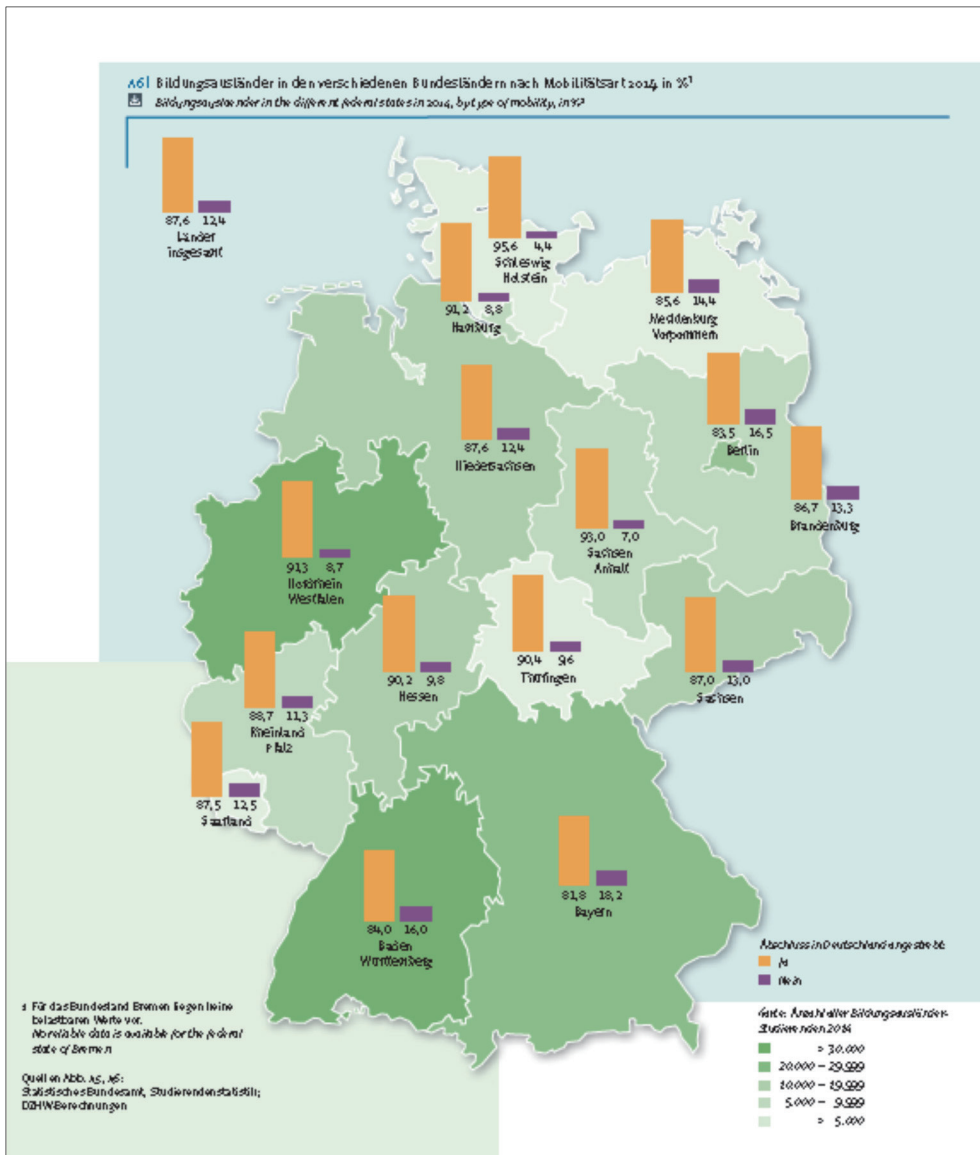 A6| Bildungsausländer in den verschiedenen Bundesländern nach Mobilitätsart 2014 in %¹
Bildungsauslaender in the different federal states in 2014, by type of mobility, in %¹
87,6 12,4
Länder
insgesamt
95,6 4,4
Schleswig
Holstein
91,2 8,8
Hamburg
85,6 14,4
Mecklenburg
Vorpommern
83,5 16,5
Berlin
87,6 12,4
Niedersachsen
86,7 13,3
Brandenburg
93,0 7,0
Sachsen
Anhalt
91,3 8,7
Nordrhein
Westfalen
90,4 9,6
Thüringen
90,2 9,8
Hessen
87,0 13,0
Sachsen
88,7 11,3
Rheinland
Pfalz
87,5 12,5
Saarland
81,8 18,2
Bayern
84,0 16,0
Baden
Württemberg
Abschluss in Deutschland angestrebt:
Ja
Nein
1 Für das Bundesland Bremen liegen keine
belastbaren Werte vor.
No reliable data is available for the federal
state of Bremen
Quellen Abb. A5, A6:
Statistisches Bundesamt, Studierendenstatistik;
DZHW-Berechnungen
Karte: Anzahl aller Bildungsausländer-
Studierenden 2014
> 30.000
20.000 – 29.999
10.000 – 19.999
5.000 – 9.999
> 5.000